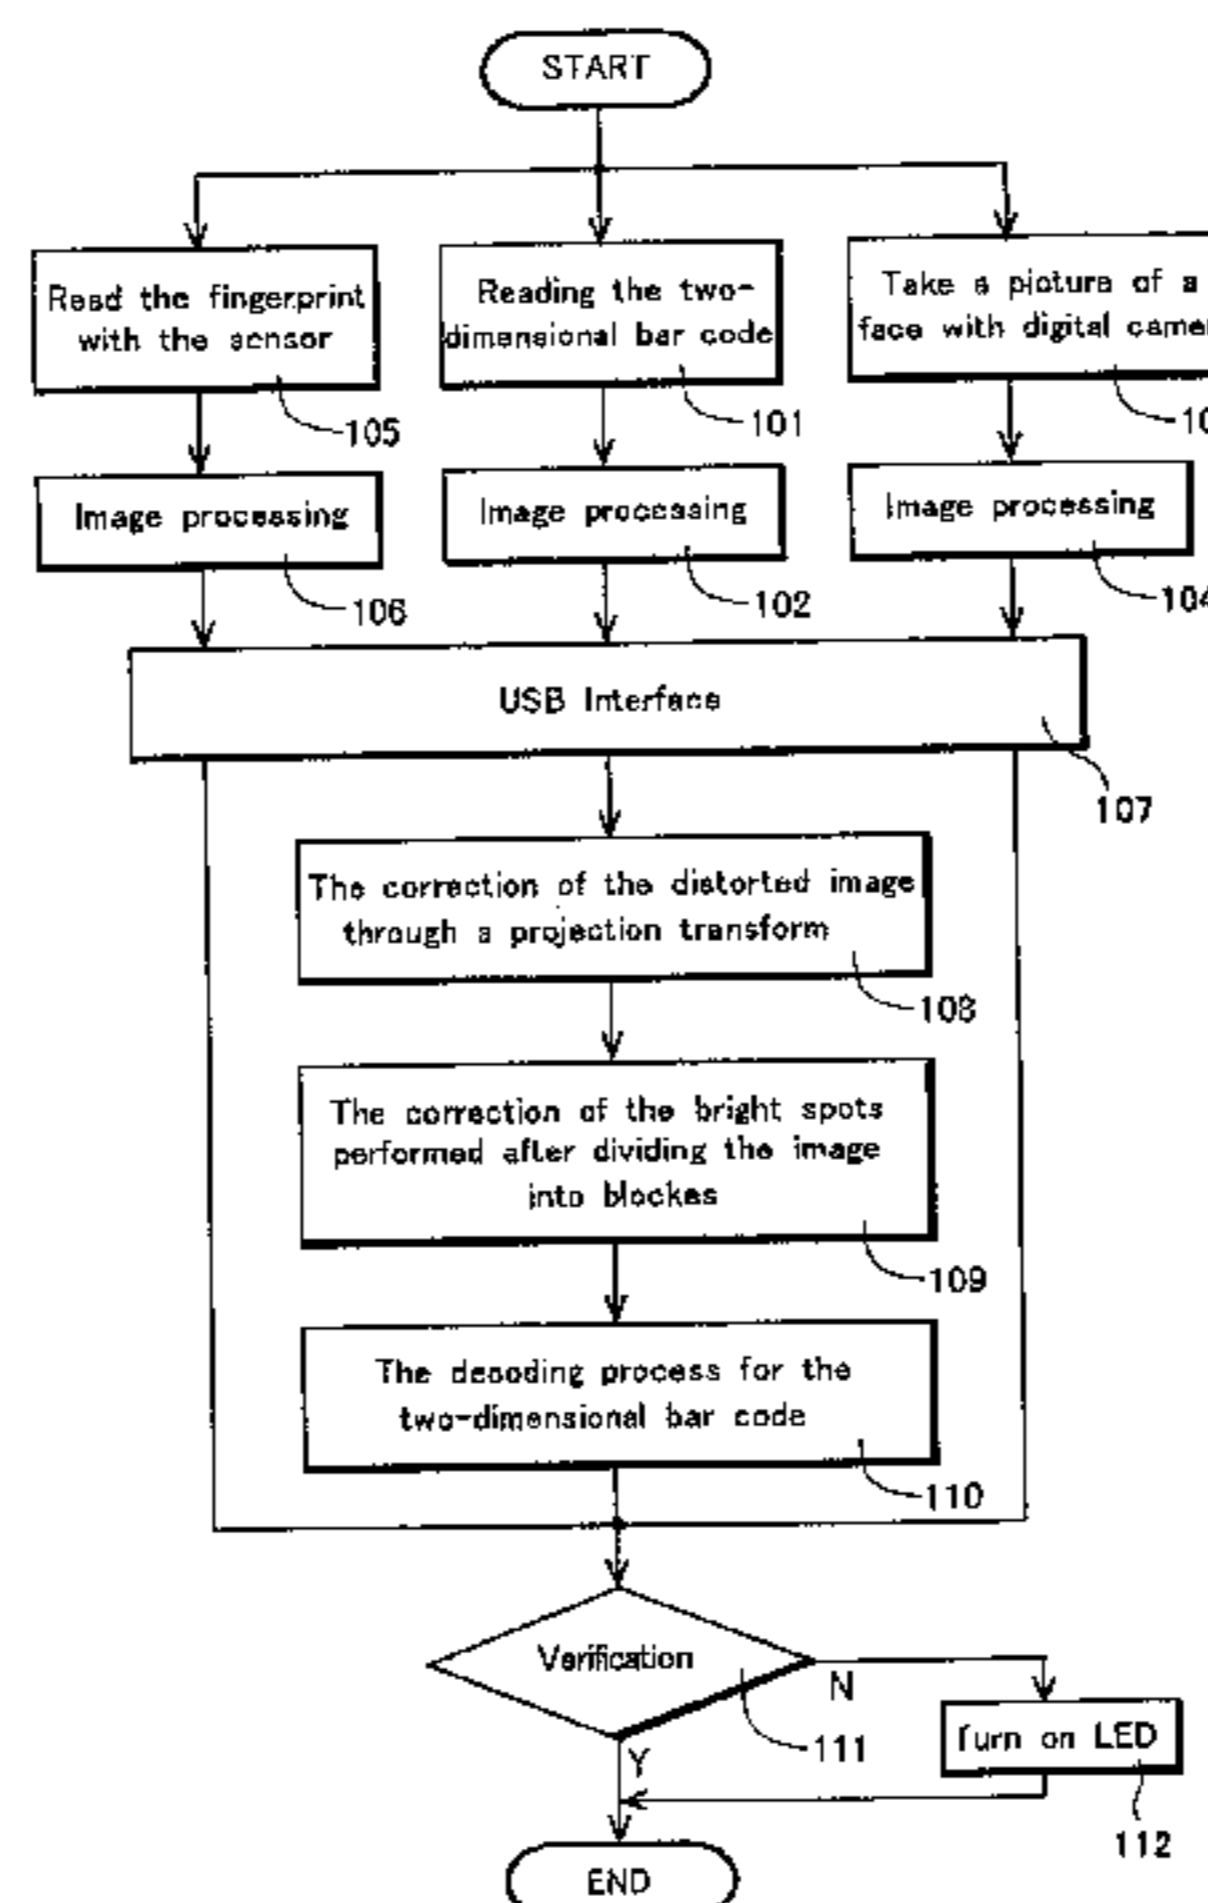 START
Read the fingerprint
with the sensor
105
Reading the two-
dimensional bar code
101
Take a picture of a
face with digital
Image processing
106
Image processing
102
Image processing
104
USB Interface
107
The correction of the distorted image
through a projection transform
108
The correction of the bright spots
performed after dividing the image
into blockes
109
The decoding process for the
two-dimensional bar code
110
Verification
111
N
Y
Turn on LED
112
END